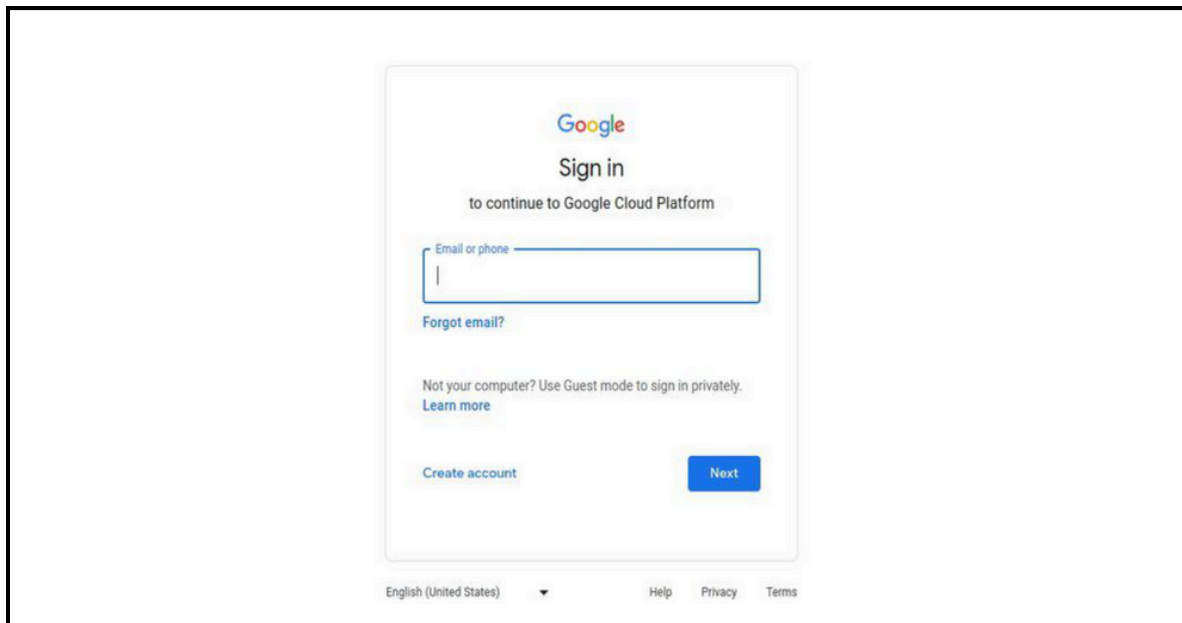 Google
Sign in
to continue to Google Cloud Platform
Email or phone
Forgot email?
Not your computer? Use Guest mode to sign in privately.
Learn more
Create account
Next
English (United States)
Help
Privacy
Terms